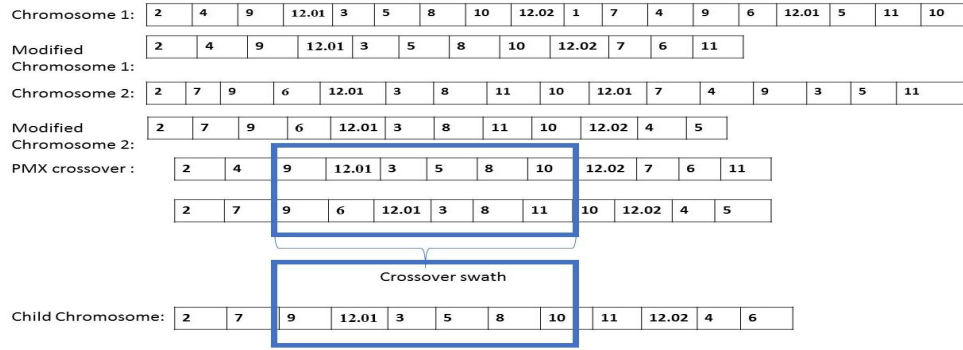 Chromosome 1: 2 4 9 12.01 3 5 8 10 12.02 1 7 4 9 6 12.01 5 11 10
Modified 2 4 9 12.01 3 5 8 10 12.02 7 6 11
Chromosome 1:
Chromosome 2: 2 7 9 6 12.01 3 8 11 10 12.01 7 4 9 3 5 11
Modified 2 7 9 6 12.01 3 8 11 10 12.02 4 5
Chromosome 2:
PMX crossover : 2 4 9 12.01 3 5 8 10 12.02 7 6 11
2 7 9 6 12.01 3 8 11 10 12.02 4 5
Crossover swath
Child Chromosome: 2 7 9 12.01 3 5 8 10 11 12.02 4 6